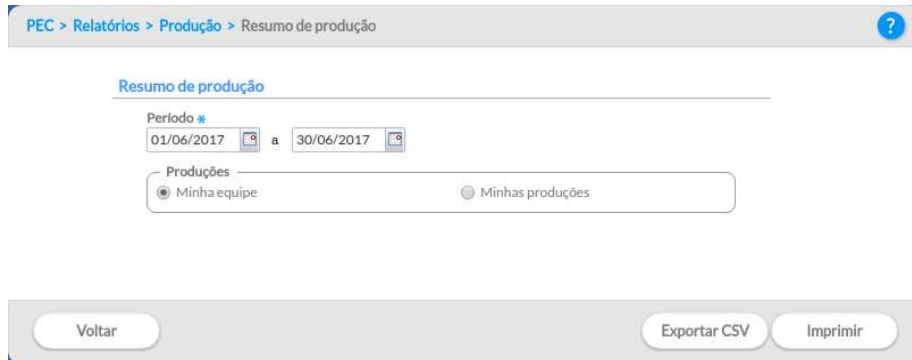 PEC > Relatórios > Produção > Resumo de produção ?
Resumo de produção
Período *
01/06/2017 a 30/06/2017
Produções
Minha equipe Minhas produções
Voltar Exportar CSV Imprimir